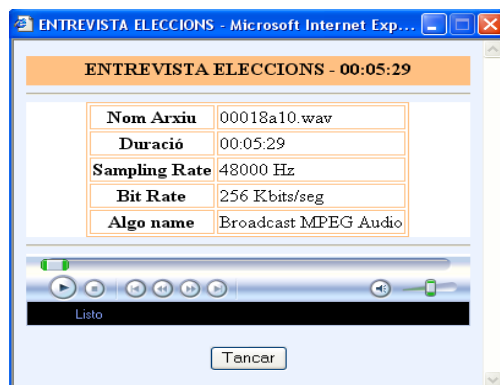 ENTREVISTA ELECCIONS - Microsoft Internet Exp...
ENTREVISTA ELECCIONS - 00:05:29
Nom Arxiu 00018a10.wav
Duració 00:05:29
Sampling Rate 48000 Hz
Bit Rate 256 Kbits/seg
Algo name Broadcast MPEG Audio
Listo
Tancar